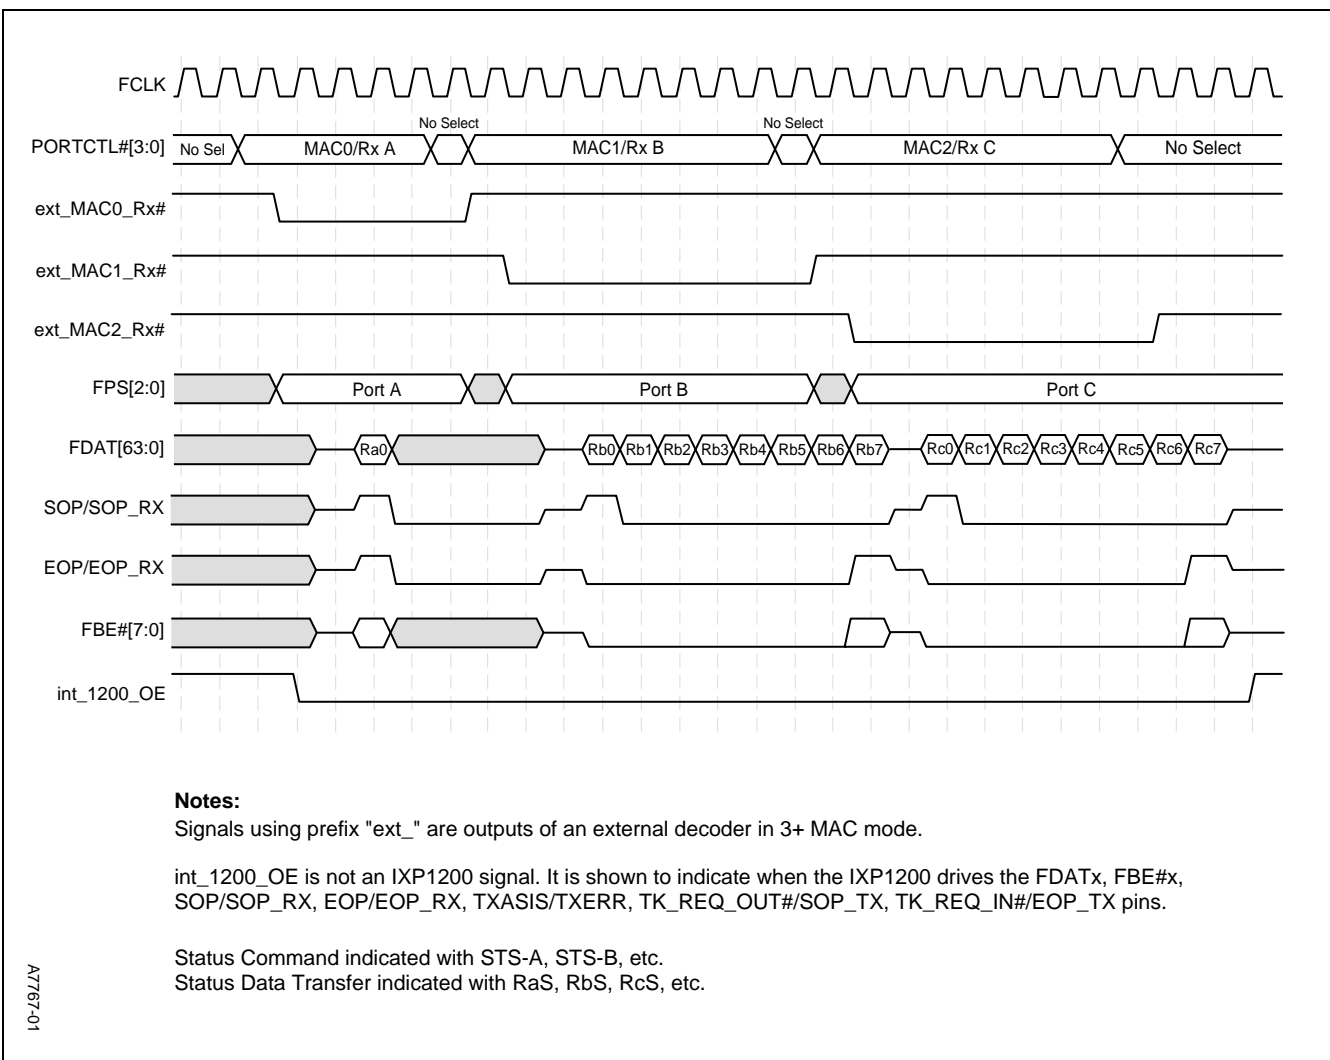 FCLK
No Select
No Select
PORTCTL#[3:0]
No Sel
MAC0/Rx A
MAC1/Rx B
MAC2/Rx C
No Select
ext_MAC0_Rx#
ext_MAC1_Rx#
ext_MAC2_Rx#
FPS[2:0]
Port A
Port B
Port C
FDAT[63:0]
Ra0
Rb0
Rb1
Rb2
Rb3
Rb4
Rb5
Rb6
Rb7
Rc0
Rc1
Rc2
Rc3
Rc4
Rc5
Rc6
Rc7
SOP/SOP_RX
EOP/EOP_RX
FBE#[7:0]
int_1200_OE
Notes:
Signals using prefix "ext_" are outputs of an external decoder in 3+ MAC mode.
int_1200_OE is not an IXP1200 signal. It is shown to indicate when the IXP1200 drives the FDATx, FBE#x,
SOP/SOP_RX, EOP/EOP_RX, TXASIS/TXERR, TK_REQ_OUT#/SOP_TX, TK_REQ_IN#/EOP_TX pins.
Status Command indicated with STS-A, STS-B, etc.
Status Data Transfer indicated with RaS, RbS, RcS, etc.
A7767-01